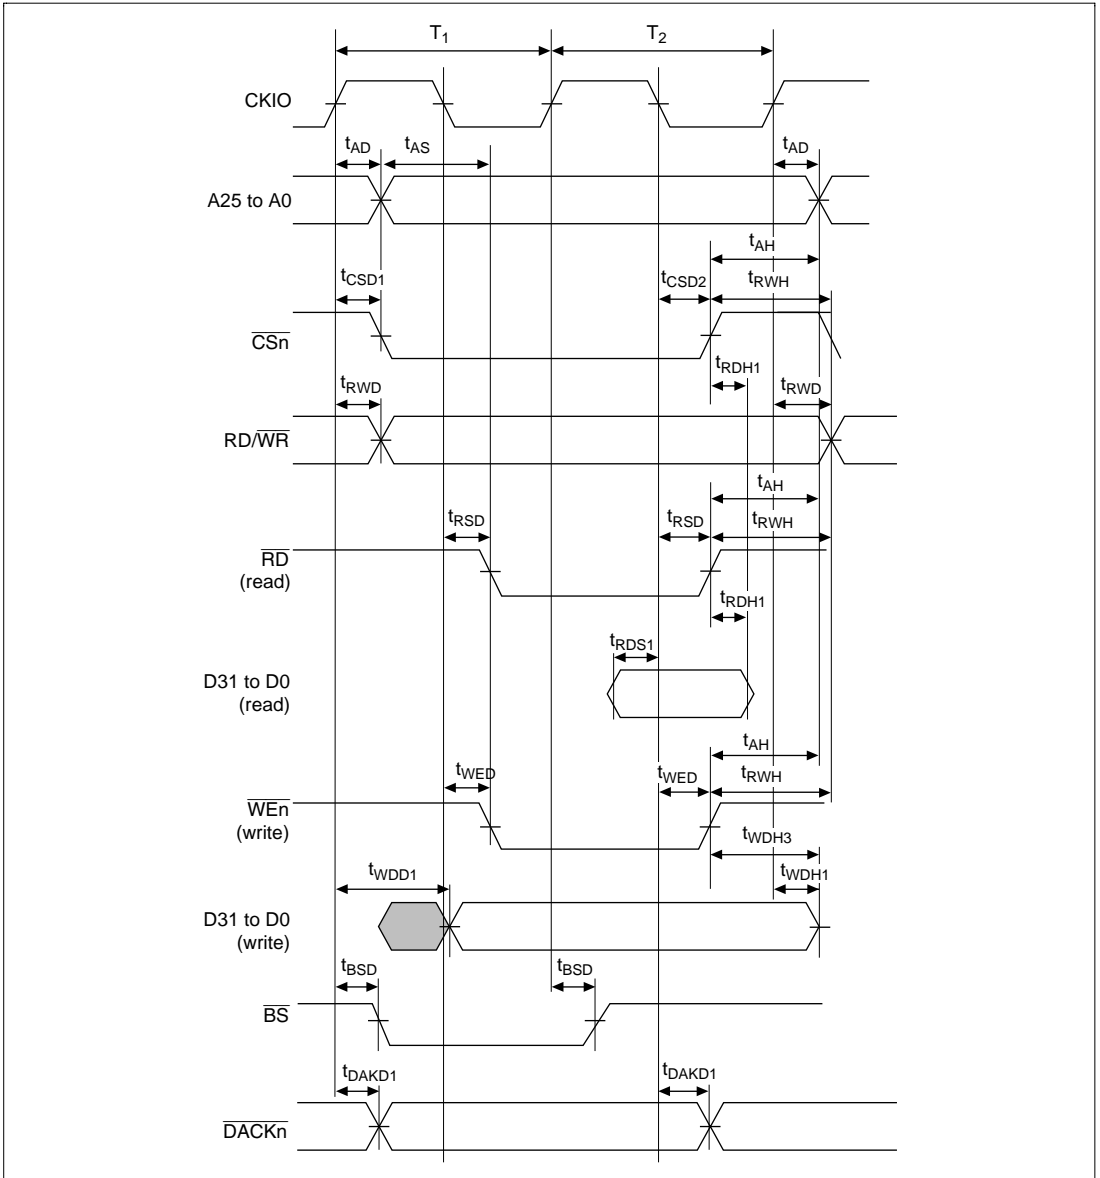 T1 T2
CKIO
tAD tAS tAD
A25 to A0
tAH
tCSD1 tCSD2 tRWH
CSn
tRDH1
tRWD tRWD
RD/WR
tAH
tRSD tRSD tRWH
RD
(read)
tRDH1
tRDS1
D31 to D0
(read)
tAH
tWED tWED tRWH
WEn
(write)
tWDH3
tWDD1 tWDH1
D31 to D0
(write)
tBSD tBSD
BS
tDAKD1 tDAKD1
DACKn